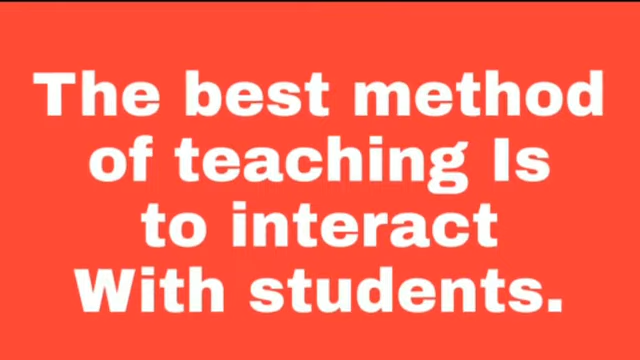 The best method
of teaching Is
to interact
With students.